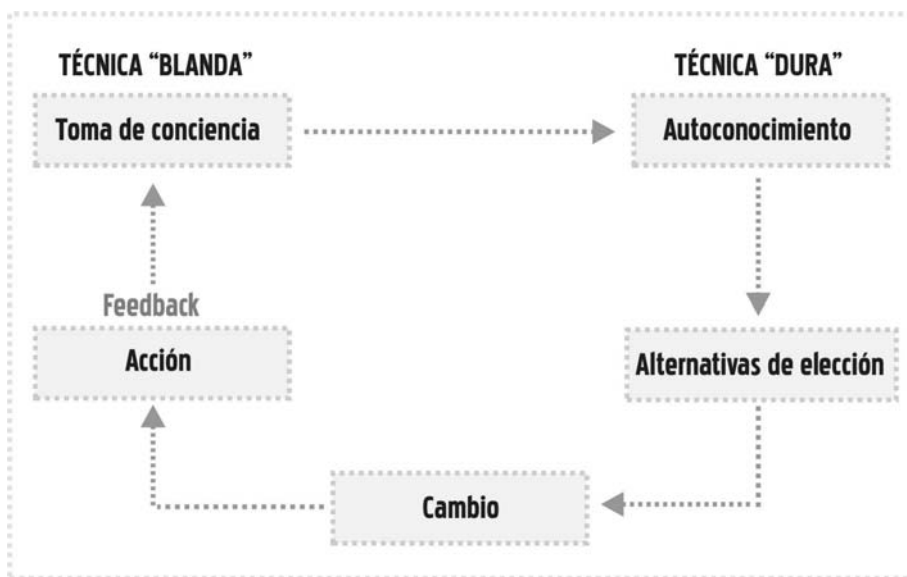 TÉCNICA “BLANDA”
TÉCNICA “DURA”
Toma de conciencia
Autoconocimiento
Feedback
Acción
Alternativas de elección
Cambio